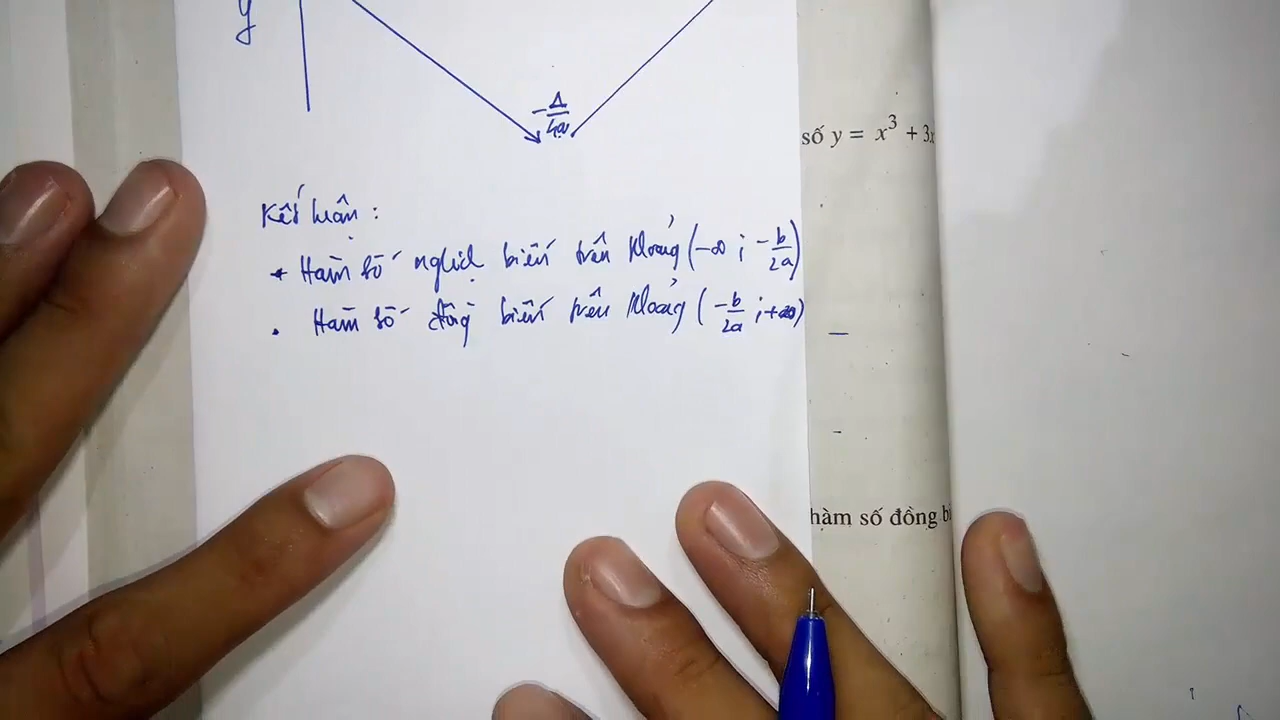 y
-Δ/4a
số y = x³ + 3x
Kết luận :
• Hàm số nghịch biến trên khoảng (-∞ ; -b/2a)
• Hàm số đồng biến trên khoảng (-b/2a ; +∞)
hàm số đồng bi